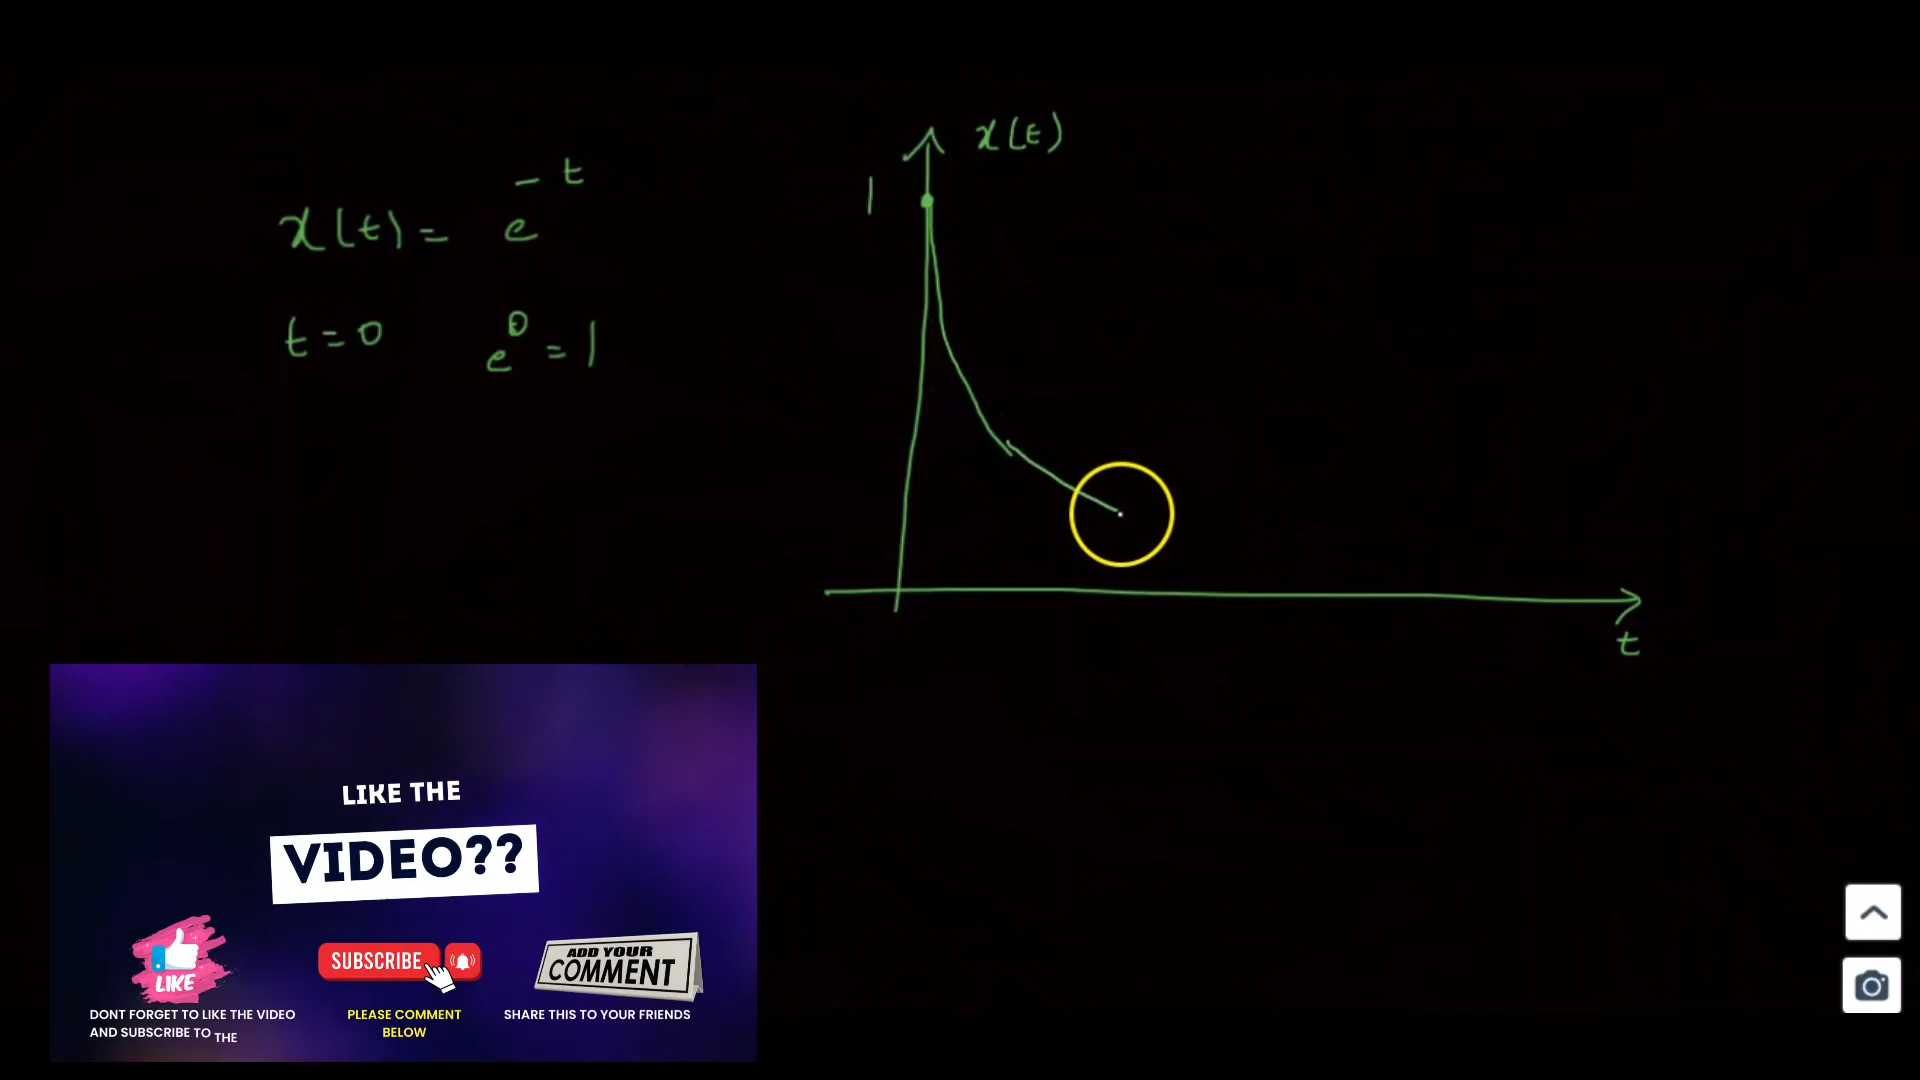 x(t)
1
x(t) = e^-t
t = 0 e^0 = 1
t
LIKE THE
VIDEO??
LIKE
SUBSCRIBE
ADD YOUR
COMMENT
DONT FORGET TO LIKE THE VIDEO
AND SUBSCRIBE TO THE
PLEASE COMMENT
BELOW
SHARE THIS TO YOUR FRIENDS